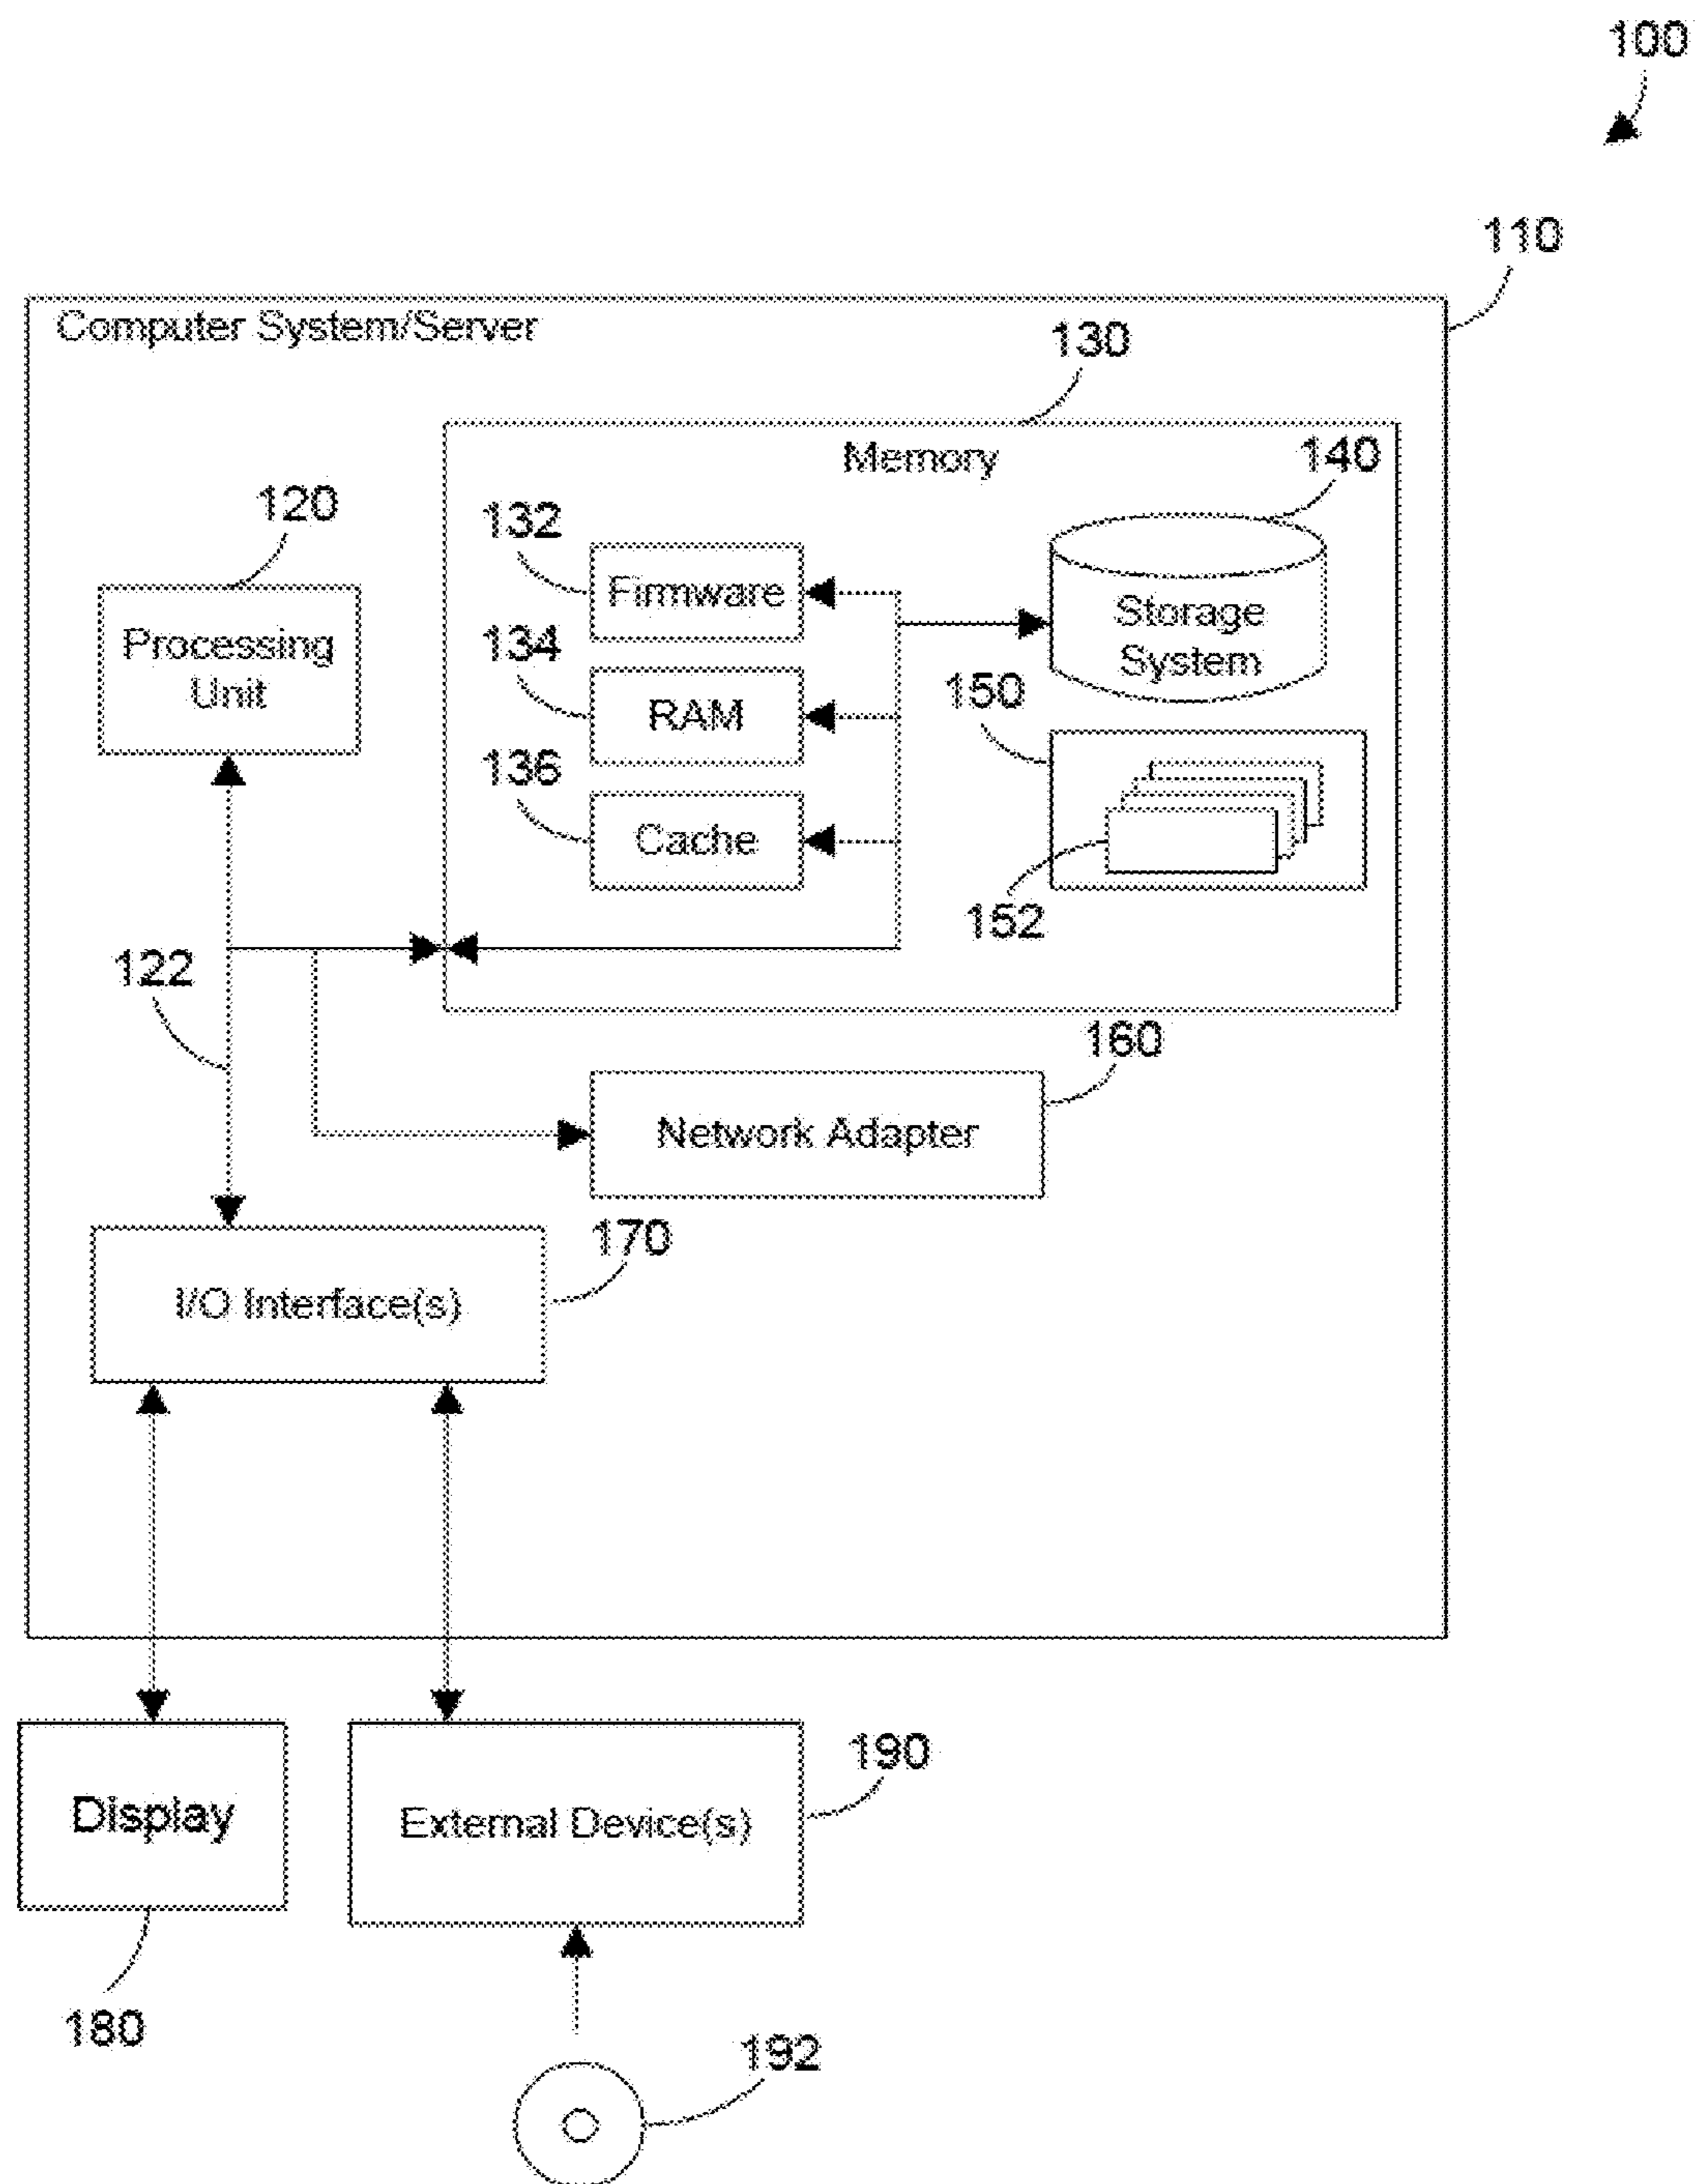 100
110
Computer System/Server
130
Memory
140
120
132
Firmware
Storage
System
Processing
Unit
134
RAM
150
136
Cache
152
122
160
Network Adapter
170
I/O Interface(s)
190
Display
External Device(s)
180
192